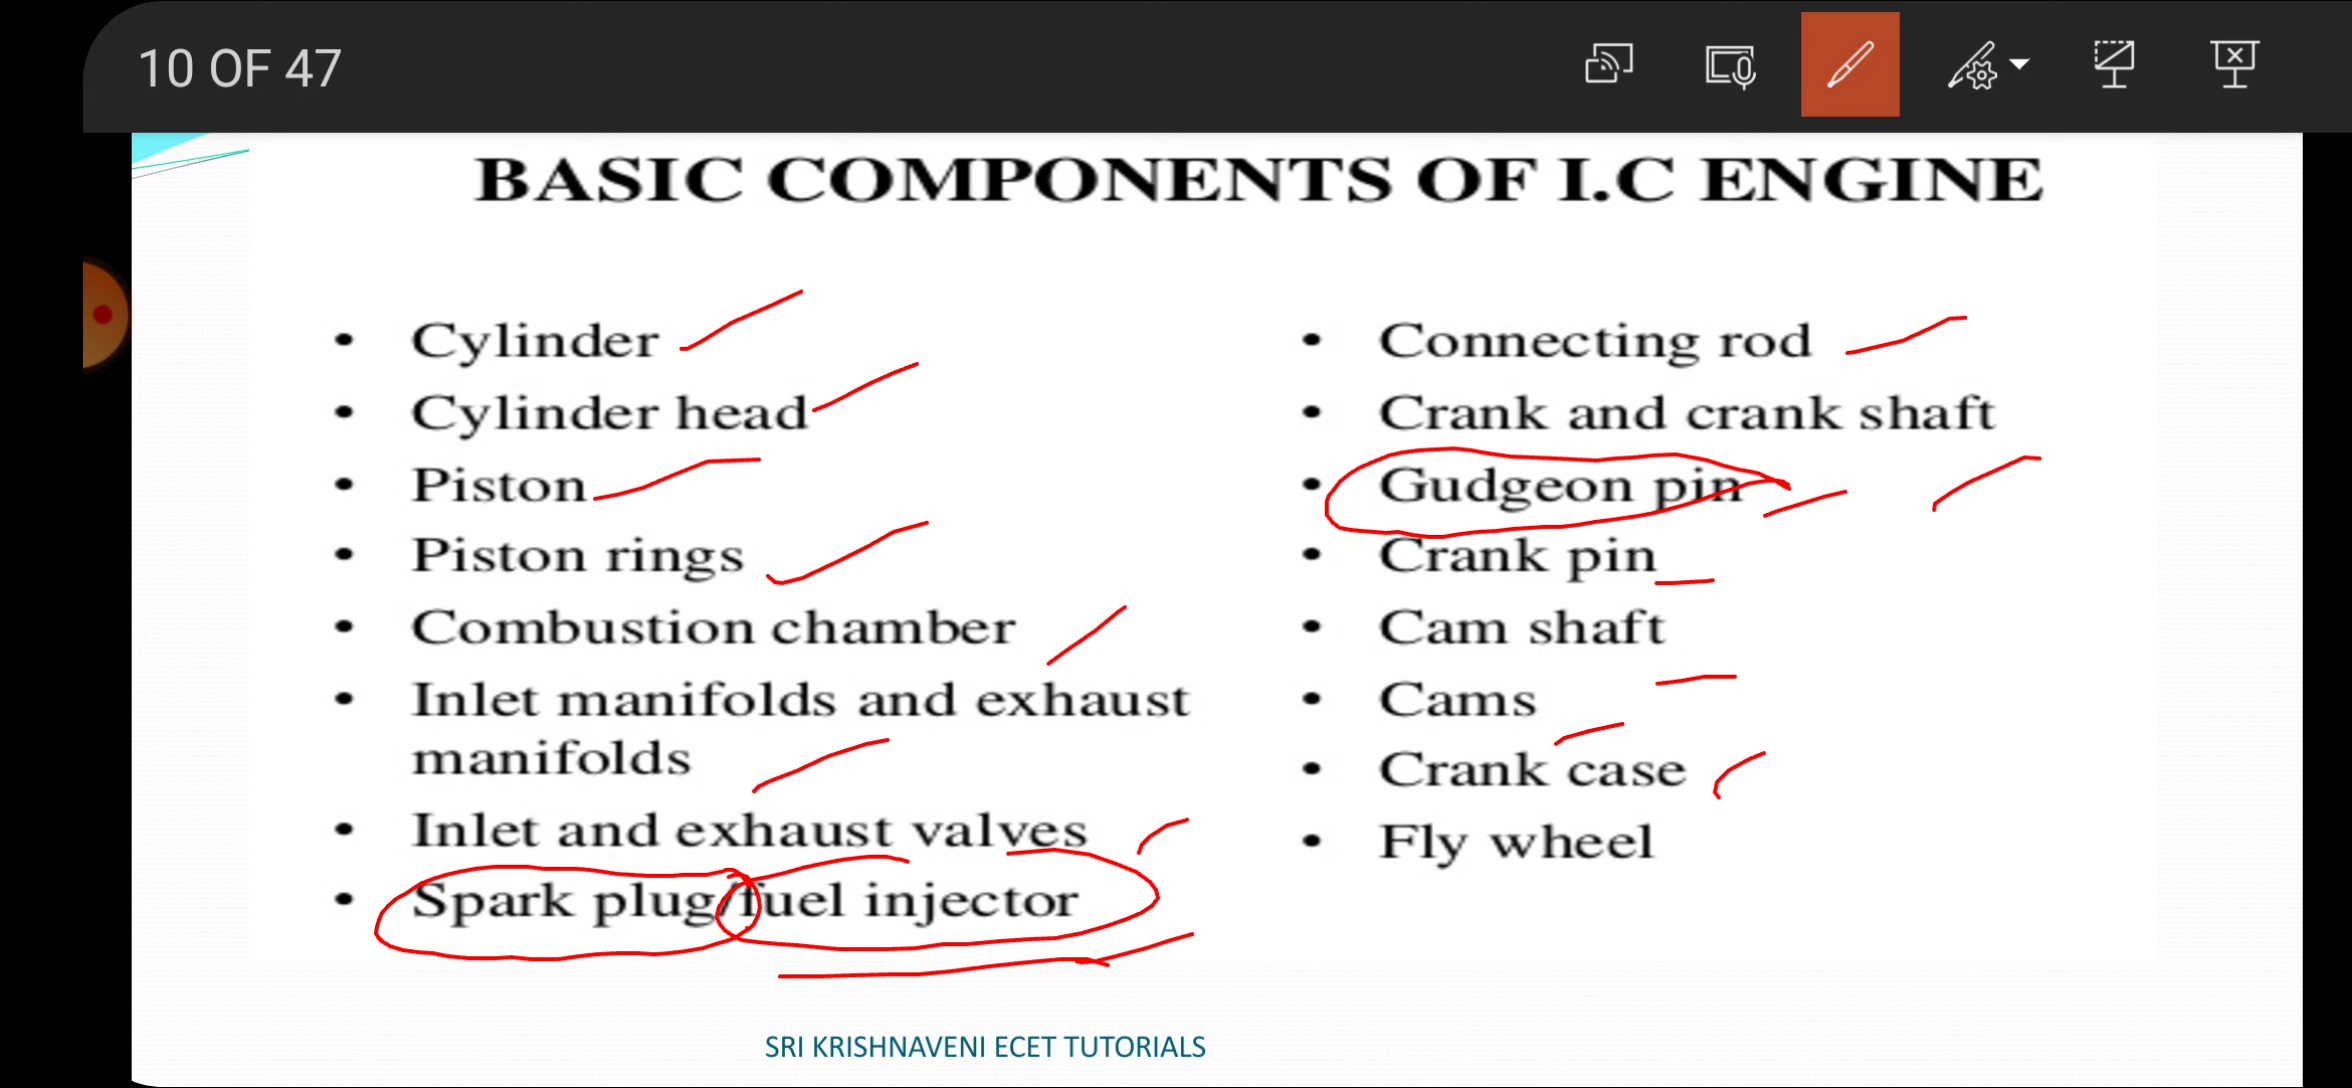 10 OF 47
BASIC COMPONENTS OF I.C ENGINE
• Cylinder
• Cylinder head
• Piston
• Piston rings
• Combustion chamber
• Inlet manifolds and exhaust
manifolds
• Inlet and exhaust valves
• Spark plug/fuel injector
• Connecting rod
• Crank and crank shaft
• Gudgeon pin
• Crank pin
• Cam shaft
• Cams
• Crank case
• Fly wheel
SRI KRISHNAVENI ECET TUTORIALS